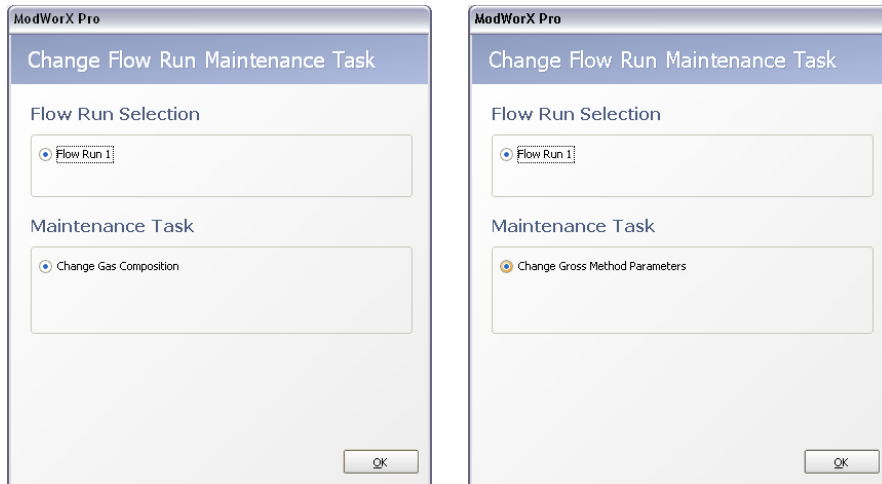 ModWorX Pro
Change Flow Run Maintenance Task
Flow Run Selection
Flow Run 1
Maintenance Task
Change Gas Composition
OK
ModWorX Pro
Change Flow Run Maintenance Task
Flow Run Selection
Flow Run 1
Maintenance Task
Change Gross Method Parameters
OK